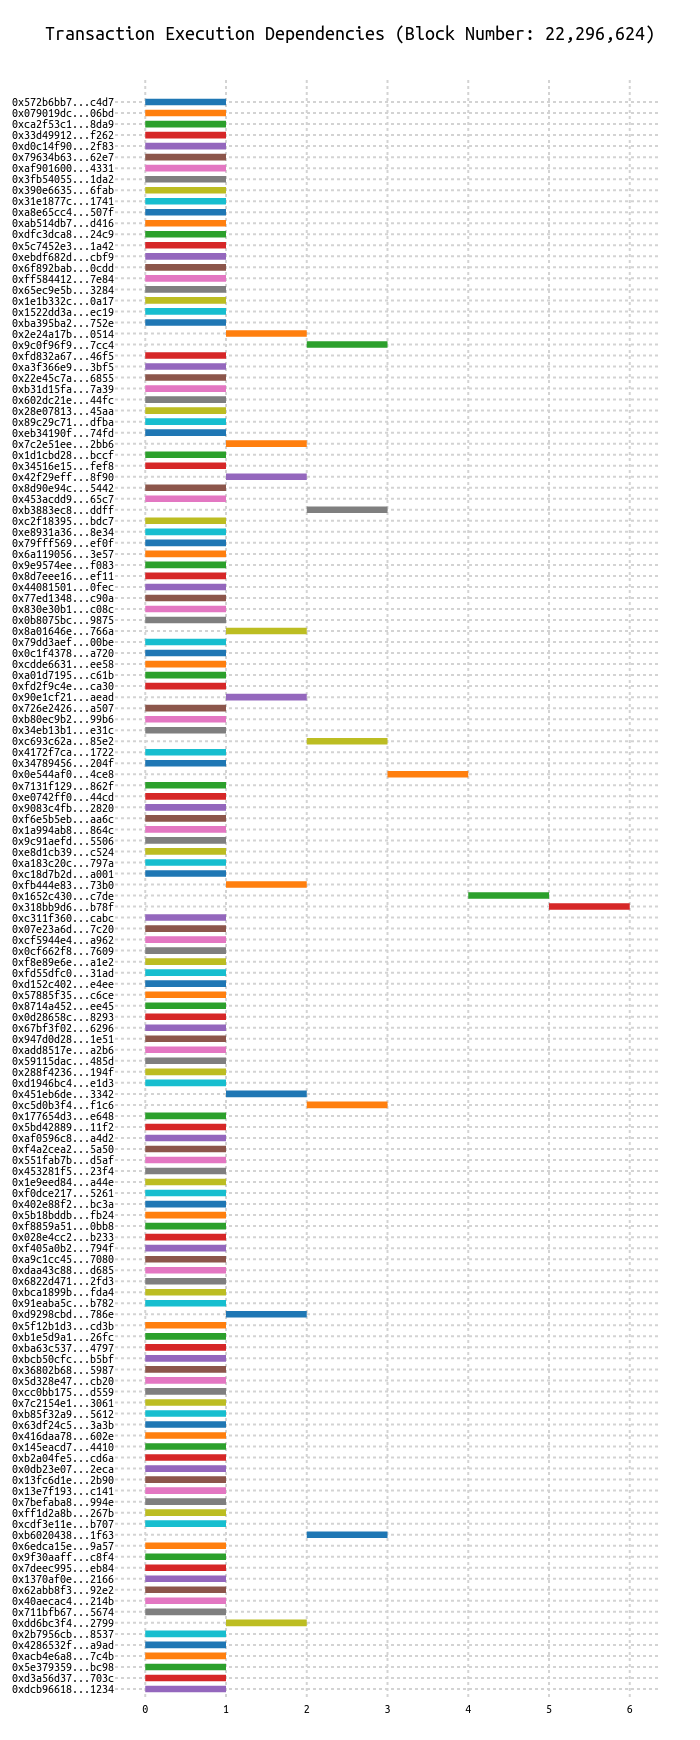 Transaction Execution Dependencies (Block Number: 22,296,624)
0x572b6bb7...c4d7
0x079019dc...06bd
0xca2f53c1...8da9
0x33d49912...f262
0xd0c14f90...2f83
0x79634b63...62e7
0xaf901600...4331
0x3fb54055...1da2
0x390e6635...6fab
0x31e1877c...1741
0xa8e65cc4...507f
0xab514db7...d416
0xdfc3dca8...24c9
0x5c7452e3...1a42
0xebdf682d...cbf9
0x6f892bab...0cdd
0xff584412...7e84
0x65ec9e5b...3284
0x1e1b332c...0a17
0x1522dd3a...ec19
0xba395ba2...752e
0x2e24a17b...0514
0x9c0f96f9...7cc4
0xfd832a67...46f5
0xa3f366e9...3bf5
0x22e45c7a...6855
0xb31d15fa...7a39
0x602dc21e...44fc
0x28e07813...45aa
0x89c29c71...dfba
0xeb34190f...74fd
0x7c2e51ee...2bb6
0x1d1cbd28...bccf
0x34516e15...fef8
0x42f29eff...8f90
0x8d90e94c...5442
0x453acdd9...65c7
0xb3883ec8...ddff
0xc2f18395...bdc7
0xe8931a36...8e34
0x79fff569...ef0f
0x6a119056...3e57
0x9e9574ee...f083
0x8d7eee16...ef11
0x44081501...0fec
0x77ed1348...c90a
0x830e30b1...c08c
0x0b8075bc...9875
0x8a01646e...766a
0x79dd3aef...00be
0x0c1f4378...a720
0xcdde6631...ee58
0xa01d7195...c61b
0xfd2f9c4e...ca30
0x90e1cf21...aead
0x726e2426...a507
0xb80ec9b2...99b6
0x34eb13b1...e31c
0xc693c62a...85e2
0x4172f7ca...1722
0x34789456...204f
0x0e544af0...4ce8
0x7131f129...862f
0xe0742ff0...44cd
0x9083c4fb...2820
0xf6e5b5eb...aa6c
0x1a994ab8...864c
0x9c91aefd...5506
0xe8d1cb39...c524
0xa183c20c...797a
0xc18d7b2d...a001
0xfb444e83...73b0
0x1652c430...c7de
0x318bb9d6...b78f
0xc311f360...cabc
0x07e23a6d...7c20
0xcf5944e4...a962
0x0cf662f8...7609
0xf8e89e6e...a1e2
0xfd55dfc0...31ad
0xd152c402...e4ee
0x57885f35...c6ce
0x8714a452...ee45
0x0d28658c...8293
0x67bf3f02...6296
0x947d0d28...1e51
0xadd8517e...a2b6
0x59115dac...485d
0x288f4236...194f
0xd1946bc4...e1d3
0x451eb6de...3342
0xc5d0b3f4...f1c6
0x177654d3...e648
0x5bd42889...11f2
0xaf0596c8...a4d2
0xf4a2cea2...5a50
0x551fab7b...d5af
0x453281f5...23f4
0x1e9eed84...a44e
0xf0dce217...5261
0x402e88f2...bc3a
0x5b18bddb...fb24
0xf8859a51...0bb8
0x028e4cc2...b233
0xf405a0b2...794f
0xa9c1cc45...7080
0xdaa43c88...d685
0x6822d471...2fd3
0xbca1899b...fda4
0x91eaba5c...b782
0xd9298cbd...786e
0x5f12b1d3...cd3b
0xb1e5d9a1...26fc
0xba63c537...4797
0xbcb50cfc...b5bf
0x36802b68...5987
0x5d328e47...cb20
0xcc0bb175...d559
0x7c2154e1...3061
0xb85f32a9...5612
0x63df24c5...3a3b
0x416daa78...602e
0x145eacd7...4410
0xb2a04fe5...cd6a
0x0db23e07...2eca
0x13fc6d1e...2b90
0x13e7f193...c141
0x7befaba8...994e
0xff1d2a8b...267b
0xcdf3e11e...b707
0xb6020438...1f63
0x6edca15e...9a57
0x9f30aaff...c8f4
0x7deec995...eb84
0x1370af0e...2166
0x62abb8f3...92e2
0x40aecac4...214b
0x711bfb67...5674
0xdd6bc3f4...2799
0x2b7956cb...8537
0x4286532f...a9ad
0xacb4e6a8...7c4b
0x5e379359...bc98
0xd3a56d37...703c
0xdcb96618...1234
0 1 2 3 4 5 6